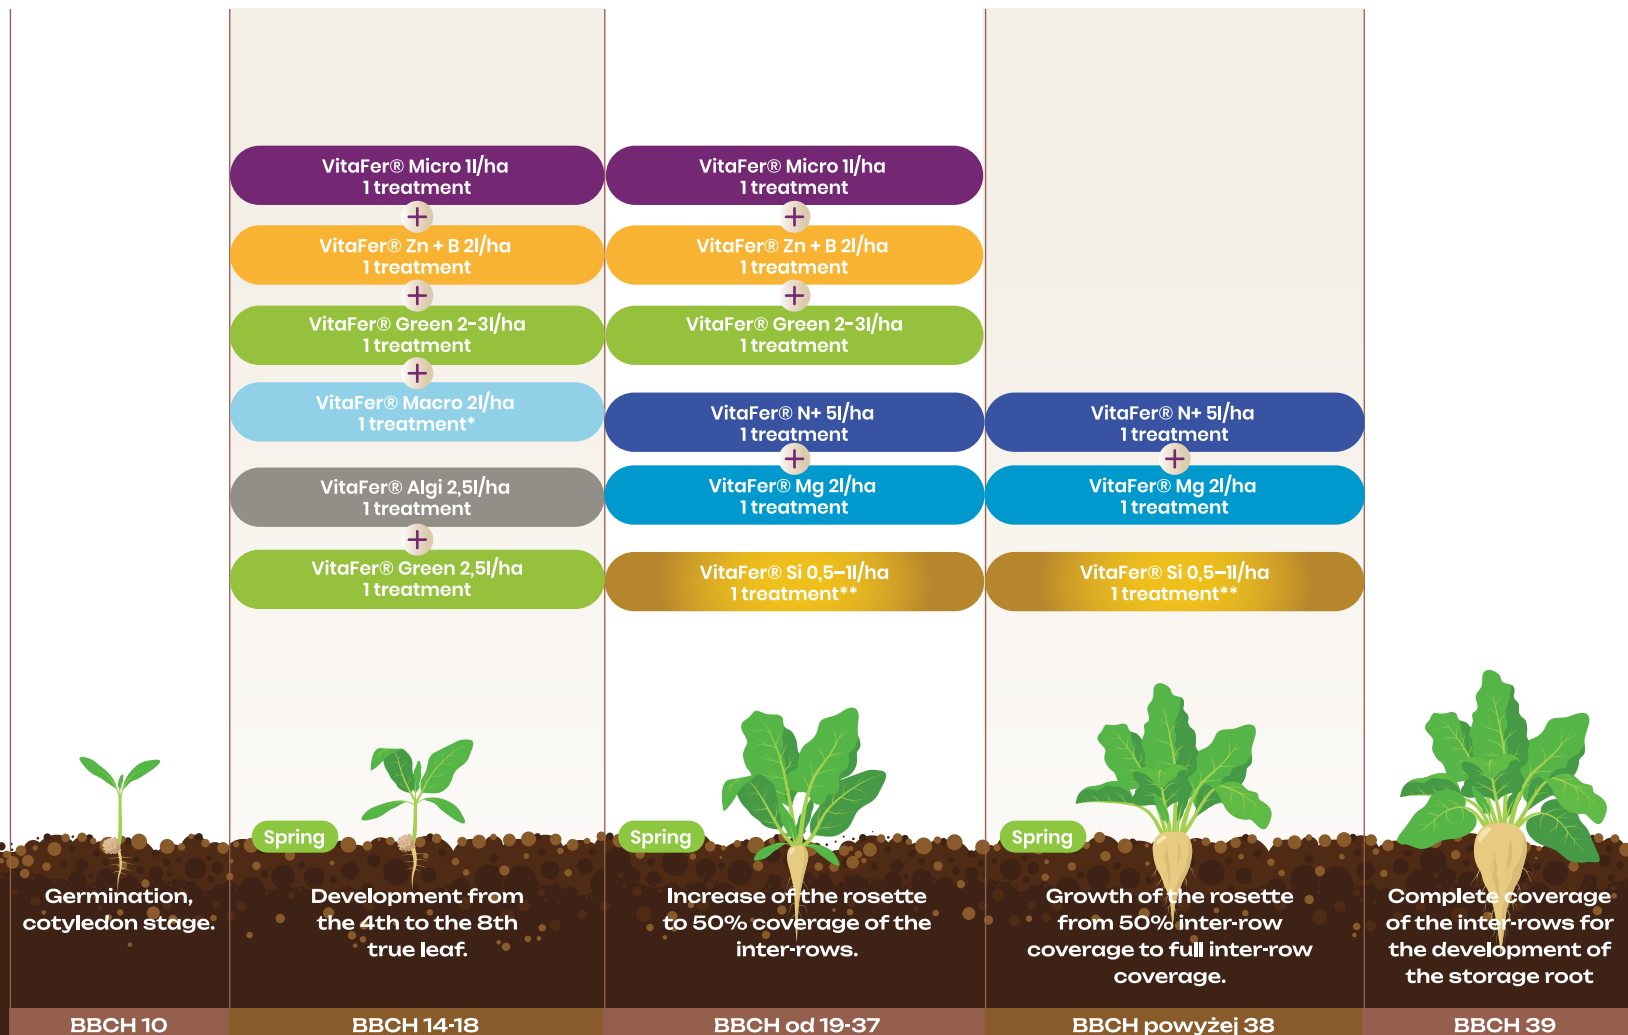 VitaFer® Micro 1l/ha
1 treatment
+
VitaFer® Zn + B 2l/ha
1 treatment
+
VitaFer® Green 2-3l/ha
1 treatment
+
VitaFer® Macro 2l/ha
1 treatment*
VitaFer® Algi 2,5l/ha
1 treatment
+
VitaFer® Green 2,5l/ha
1 treatment
VitaFer® Micro 1l/ha
1 treatment
+
VitaFer® Zn + B 2l/ha
1 treatment
+
VitaFer® Green 2-3l/ha
1 treatment
VitaFer® N+ 5l/ha
1 treatment
+
VitaFer® Mg 2l/ha
1 treatment
VitaFer® Si 0,5–1l/ha
1 treatment**
VitaFer® N+ 5l/ha
1 treatment
+
VitaFer® Mg 2l/ha
1 treatment
VitaFer® Si 0,5–1l/ha
1 treatment**
Spring
Spring
Spring
Germination,
cotyledon stage.
Development from
the 4th to the 8th
true leaf.
Increase of the rosette
to 50% coverage of the
inter-rows.
Growth of the rosette
from 50% inter-row
coverage to full inter-row
coverage.
Complete coverage
of the inter-rows for
the development of
the storage root
BBCH 10
BBCH 14-18
BBCH od 19-37
BBCH powyżej 38
BBCH 39